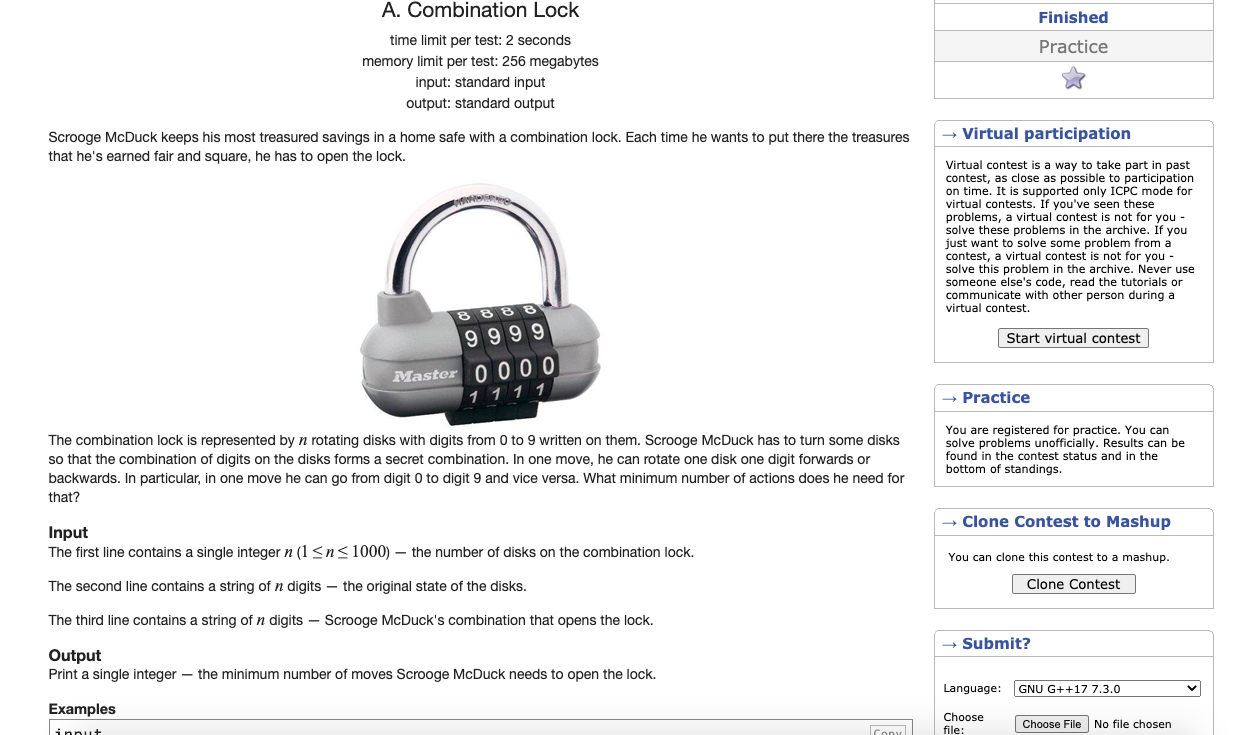 A. Combination Lock
time limit per test: 2 seconds
memory limit per test: 256 megabytes
input: standard input
output: standard output
Scrooge McDuck keeps his most treasured savings in a home safe with a combination lock. Each time he wants to put there the treasures
that he's earned fair and square, he has to open the lock.
8 8 8 8
9 9 9 9
Master 0 0 0 0
1 1 1 1
The combination lock is represented by n rotating disks with digits from 0 to 9 written on them. Scrooge McDuck has to turn some disks
so that the combination of digits on the disks forms a secret combination. In one move, he can rotate one disk one digit forwards or
backwards. In particular, in one move he can go from digit 0 to digit 9 and vice versa. What minimum number of actions does he need for
that?
Input
The first line contains a single integer n (1 ≤ n ≤ 1000) — the number of disks on the combination lock.
The second line contains a string of n digits — the original state of the disks.
The third line contains a string of n digits — Scrooge McDuck's combination that opens the lock.
Output
Print a single integer — the minimum number of moves Scrooge McDuck needs to open the lock.
Examples
input
Copy
Finished
Practice
→ Virtual participation
Virtual contest is a way to take part in past
contest, as close as possible to participation
on time. It is supported only ICPC mode for
virtual contests. If you've seen these
problems, a virtual contest is not for you -
solve these problems in the archive. If you
just want to solve some problem from a
contest, a virtual contest is not for you -
solve this problem in the archive. Never use
someone else's code, read the tutorials or
communicate with other person during a
virtual contest.
Start virtual contest
→ Practice
You are registered for practice. You can
solve problems unofficially. Results can be
found in the contest status and in the
bottom of standings.
→ Clone Contest to Mashup
You can clone this contest to a mashup.
Clone Contest
→ Submit?
Language: GNU G++17 7.3.0
Choose
file: Choose File No file chosen